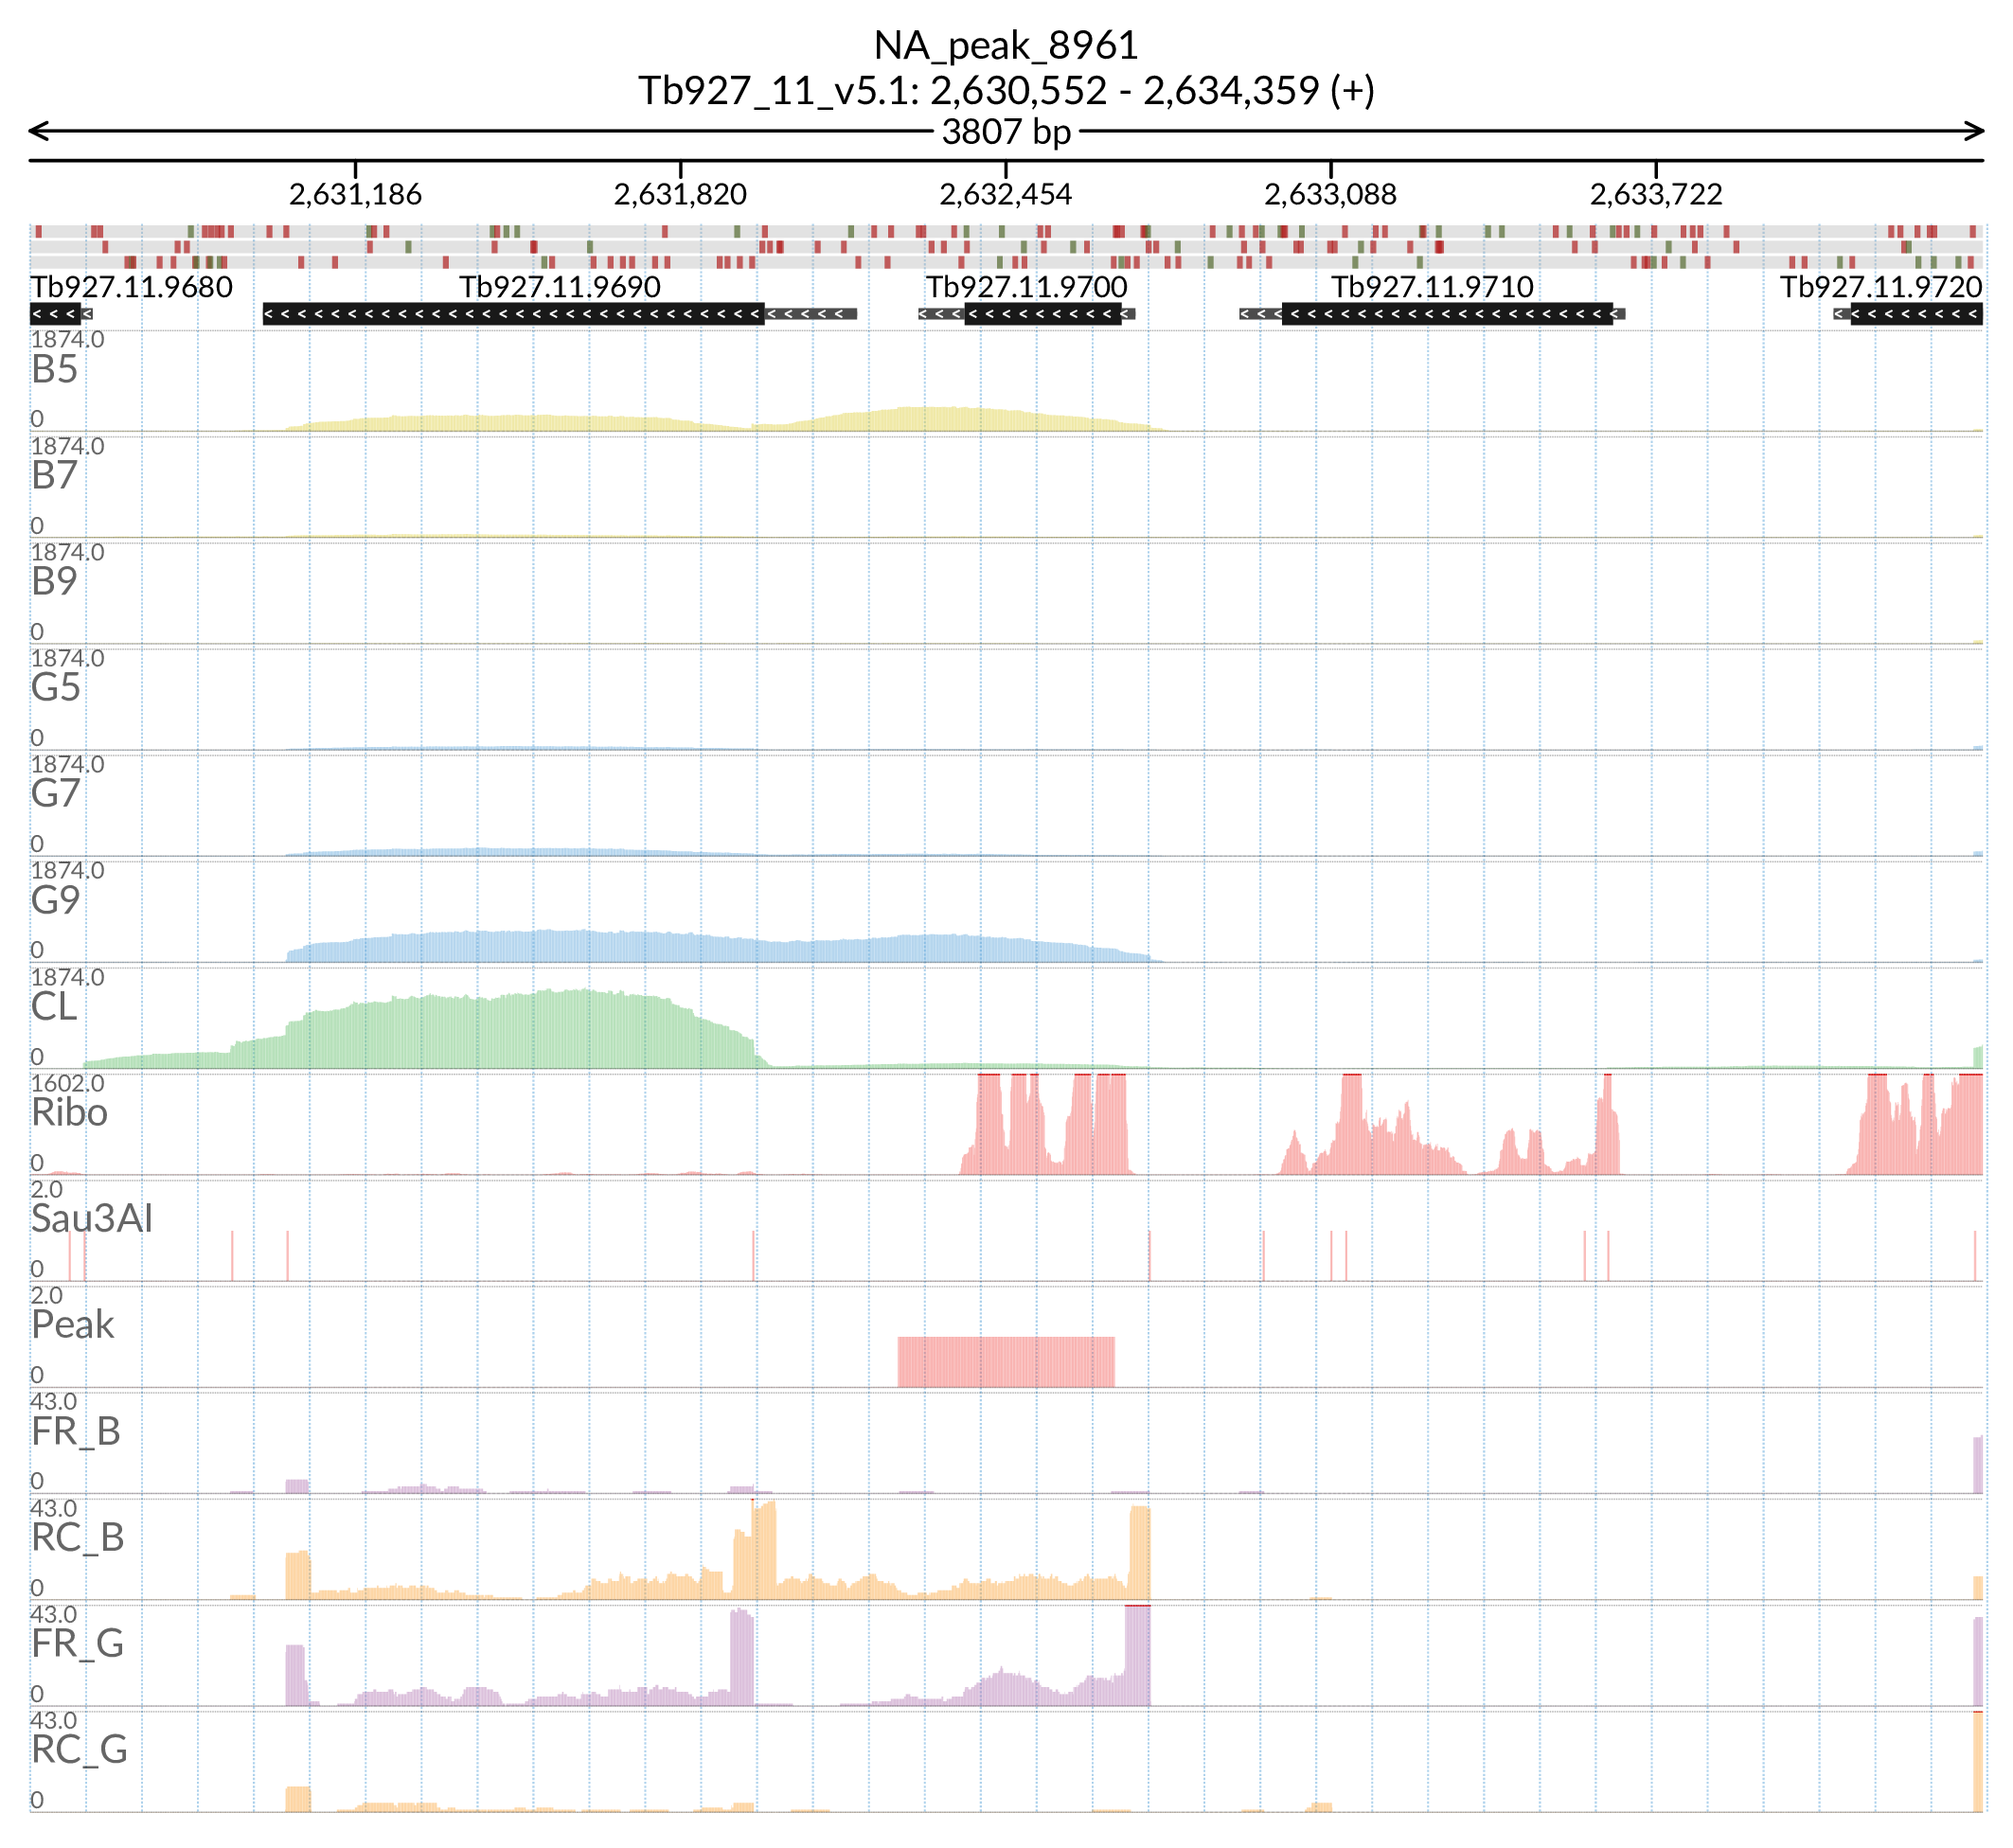 NA_peak_8961
Tb927_11_v5.1: 2,630,552 - 2,634,359 (+)
3807 bp
2,631,186 2,631,820 2,632,454 2,633,088 2,633,722
Tb927.11.9680 Tb927.11.9690 Tb927.11.9700 Tb927.11.9710 Tb927.11.9720
1874.0
B5
0
1874.0
B7
0
1874.0
B9
0
1874.0
G5
0
1874.0
G7
0
1874.0
G9
0
1874.0
CL
0
1602.0
Ribo
0
2.0
Sau3AI
0
2.0
Peak
0
43.0
FR_B
0
43.0
RC_B
0
43.0
FR_G
0
43.0
RC_G
0